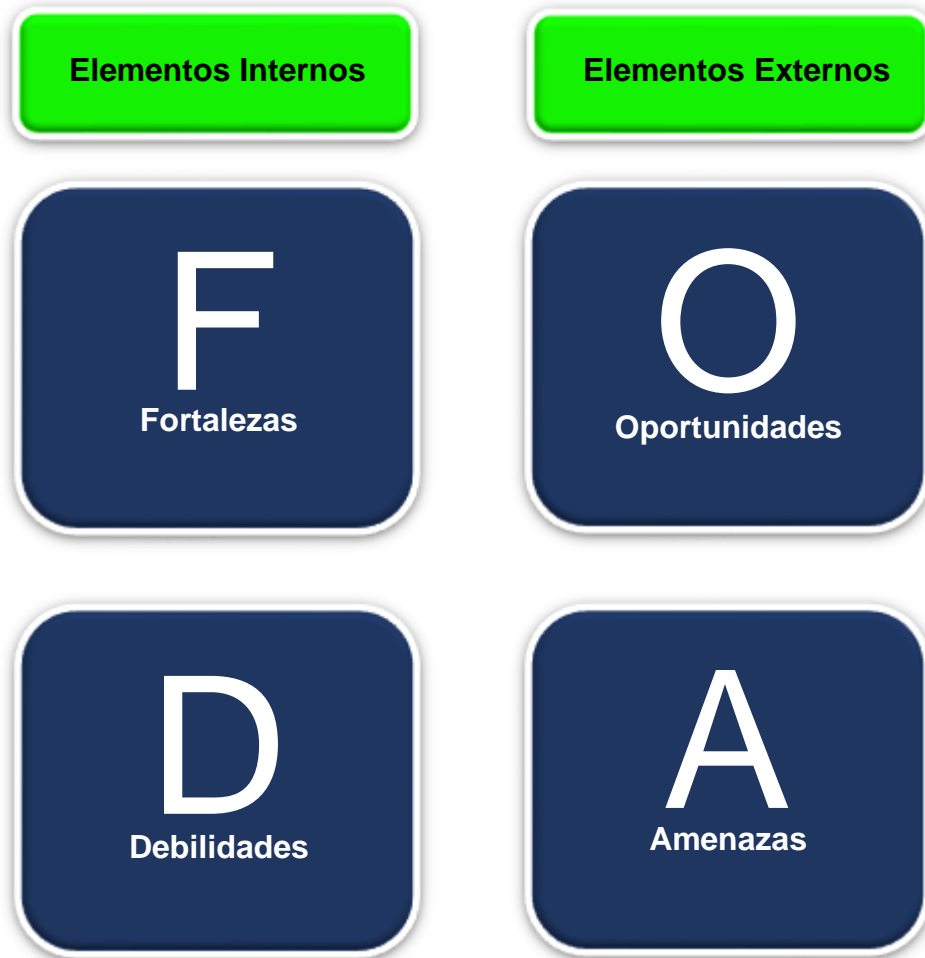 Elementos Internos
Elementos Externos
F
Fortalezas
O
Oportunidades
D
Debilidades
A
Amenazas